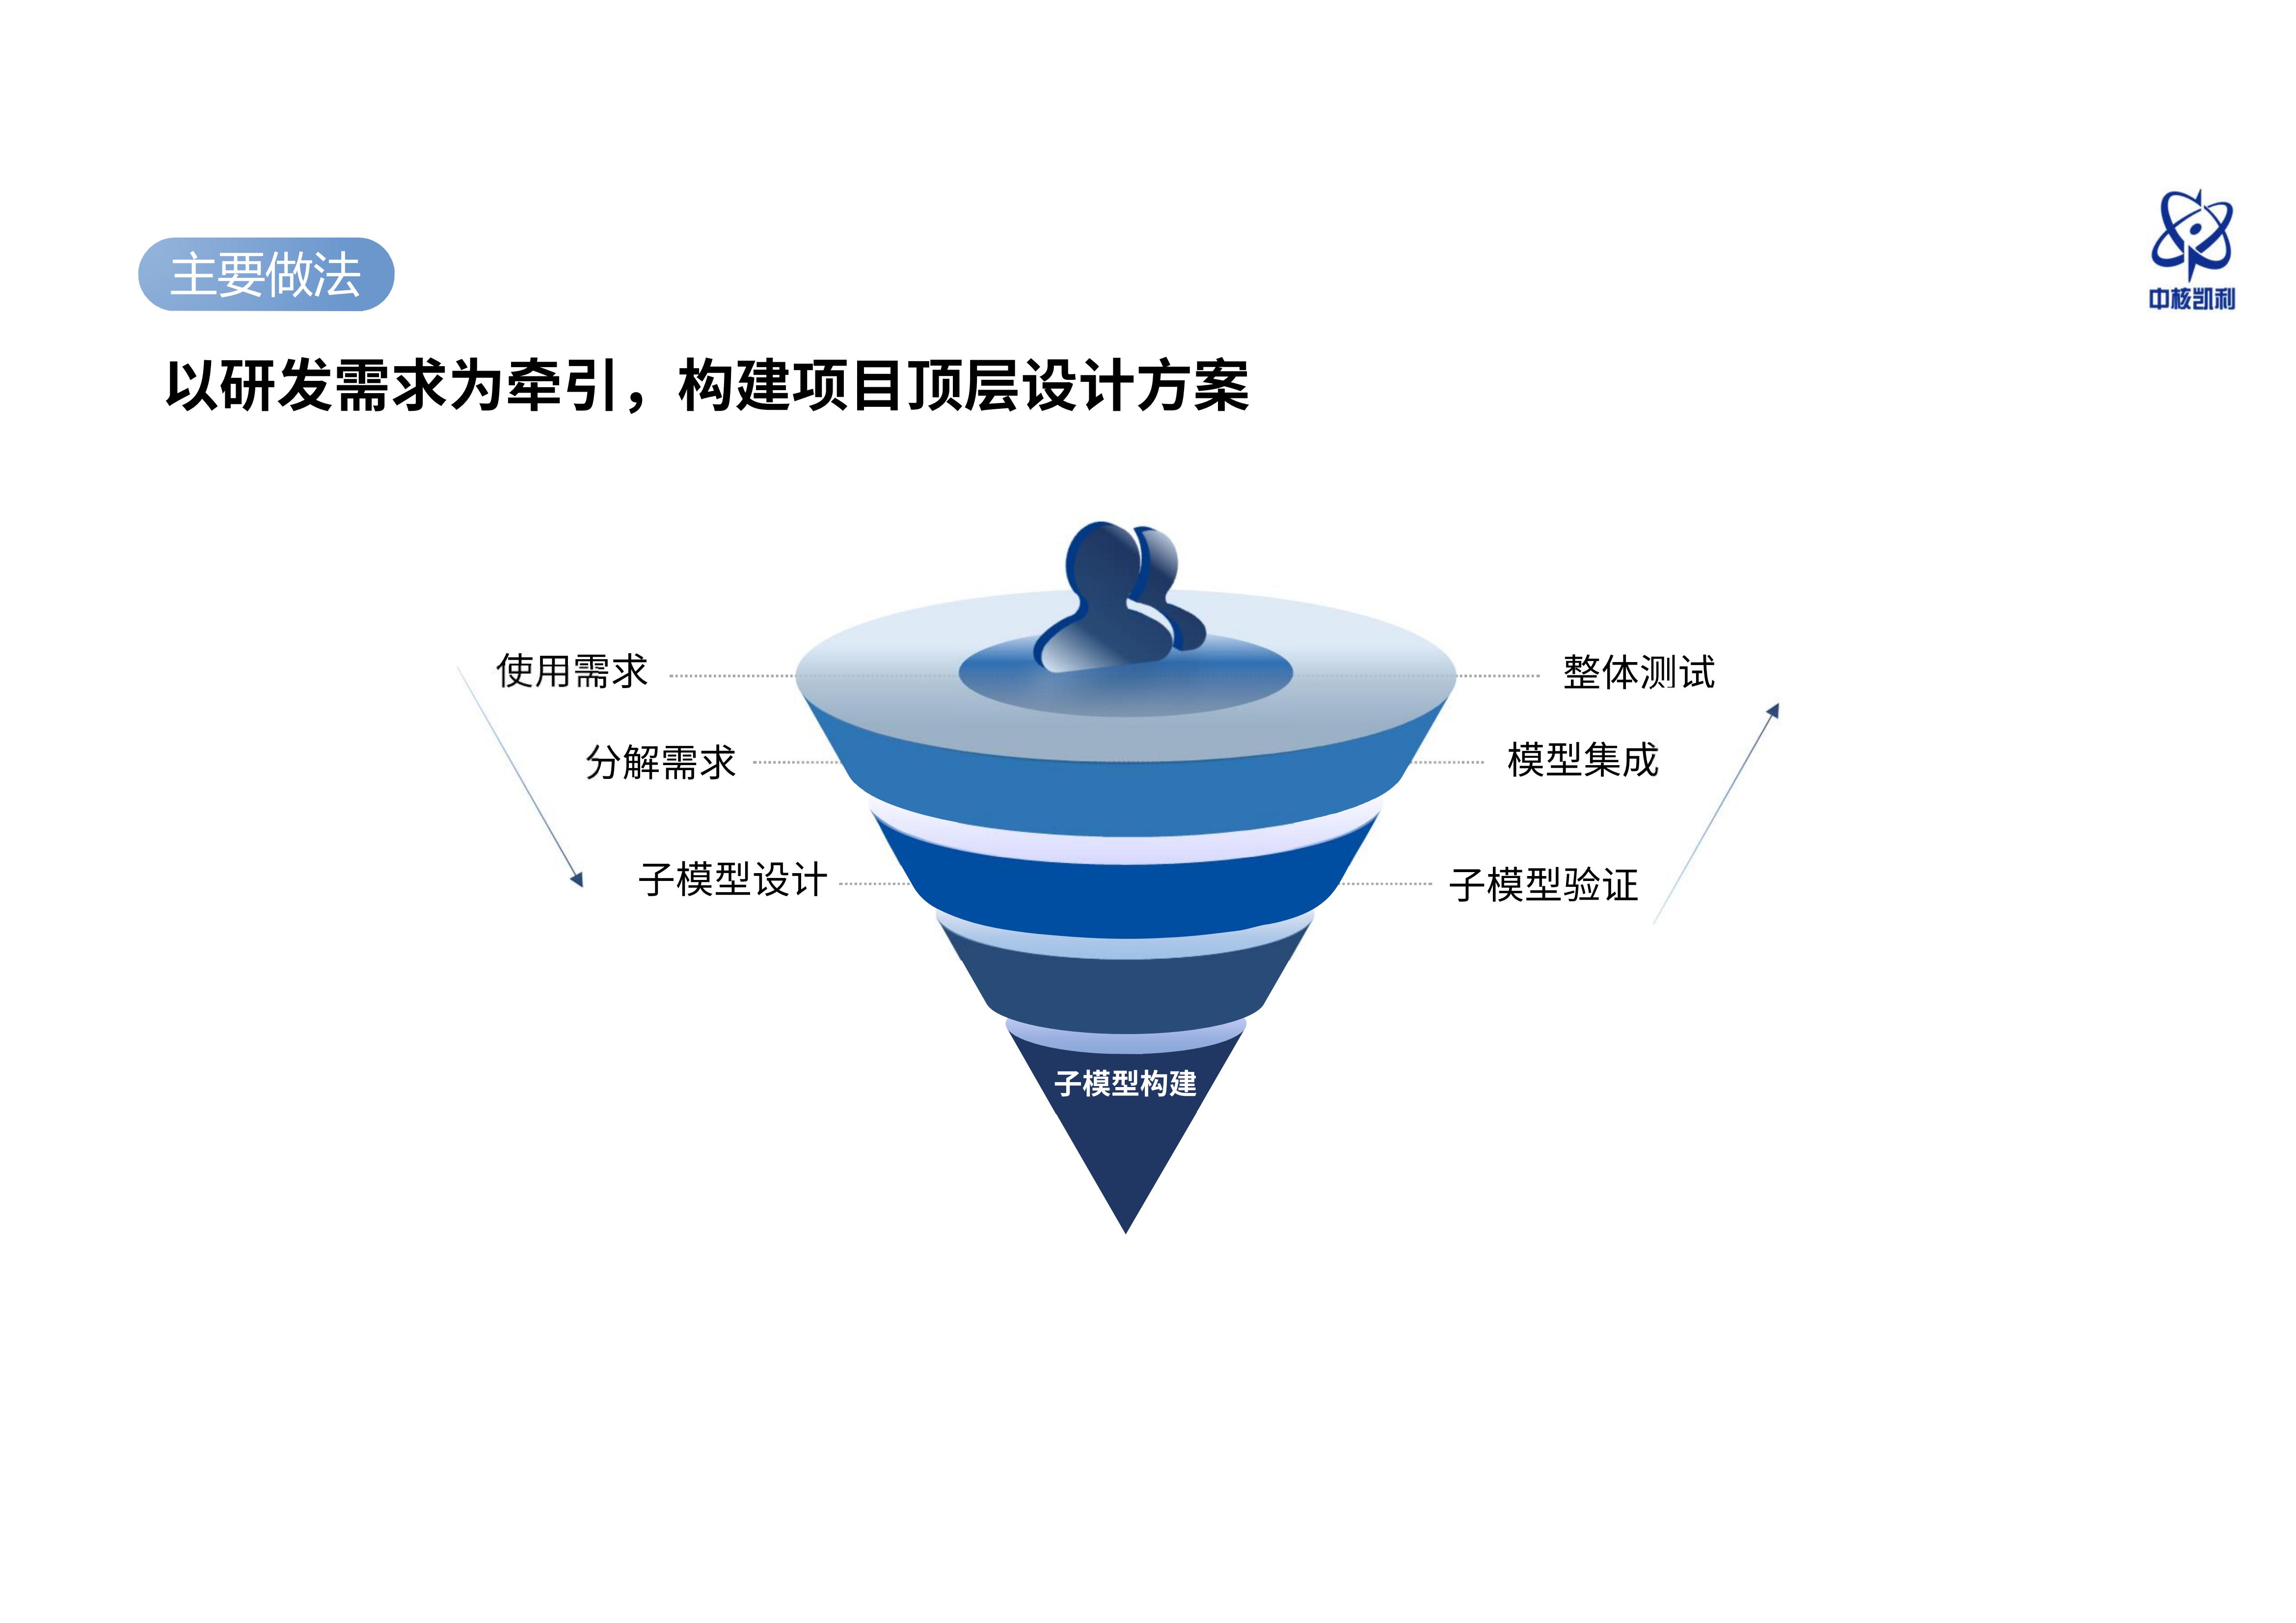 主要做法
中核凯利
以研发需求为牵引，构建项目顶层设计方案
使用需求
整体测试
分解需求
模型集成
子模型设计
子模型验证
子模型构建